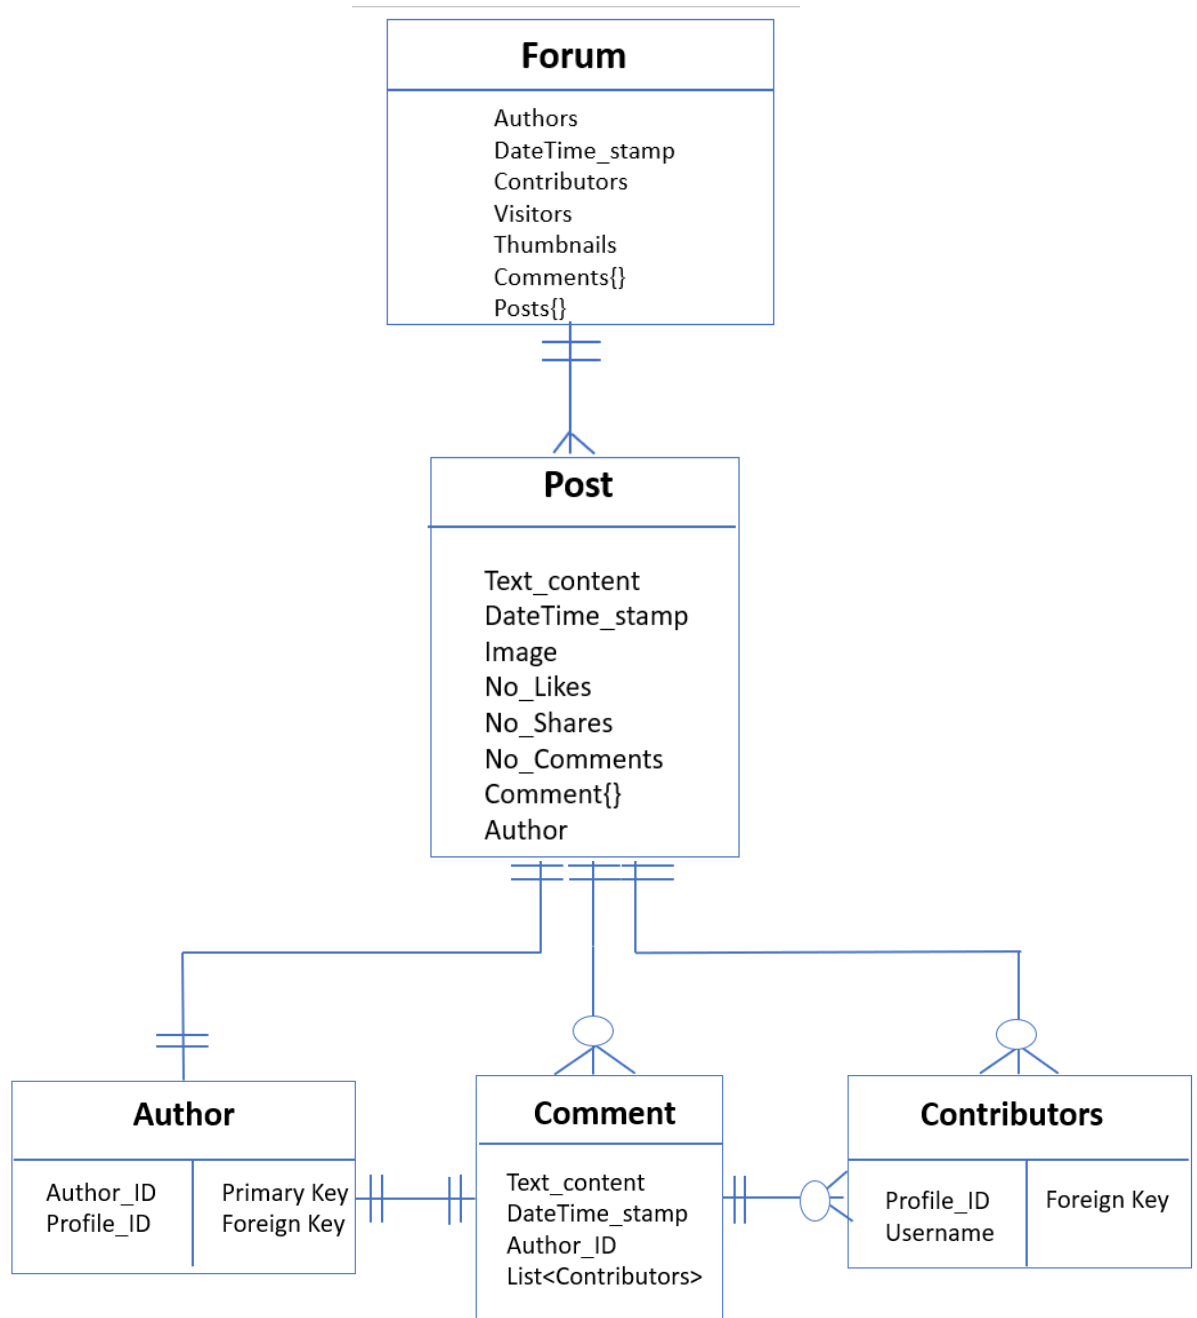 Forum
Authors
DateTime_stamp
Contributors
Visitors
Thumbnails
Comments{}
Posts{}
Post
Text_content
DateTime_stamp
Image
No_Likes
No_Shares
No_Comments
Comment{}
Author
Author
Author_ID Primary Key
Profile_ID Foreign Key
Comment
Text_content
DateTime_stamp
Author_ID
List<Contributors>
Contributors
Profile_ID Foreign Key
Username